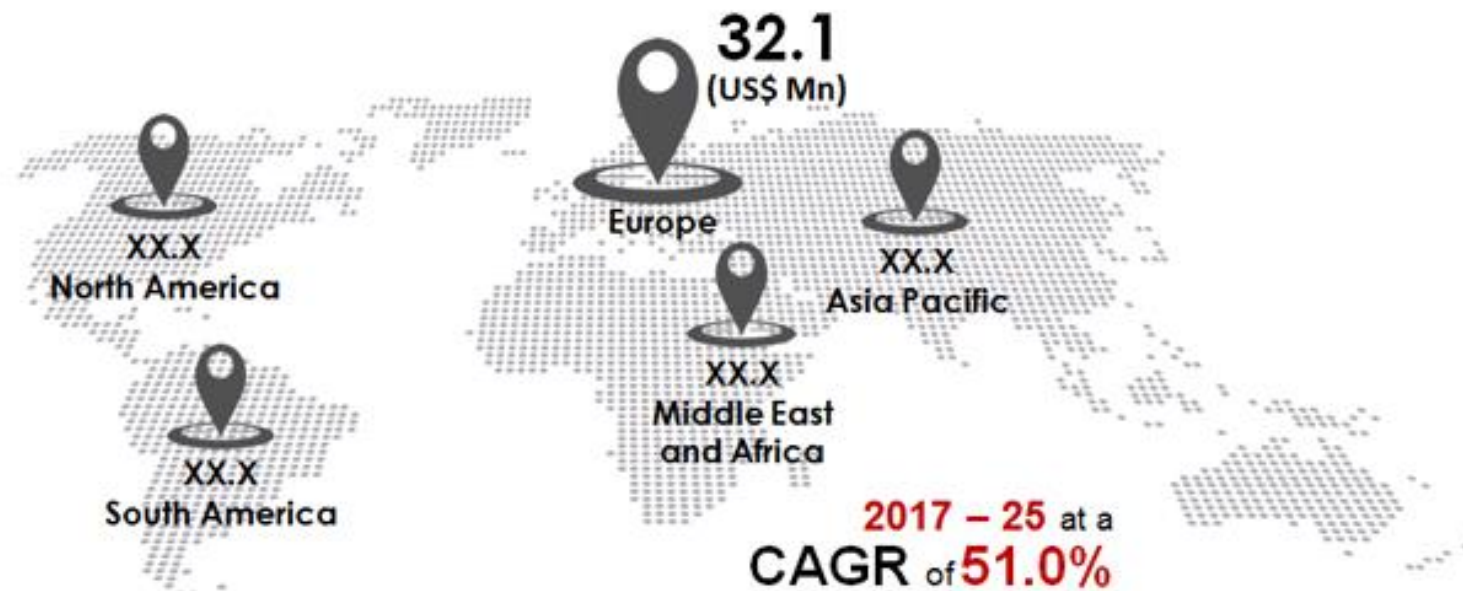 32.1
(US$ Mn)
Europe
XX.X
North America
XX.X
Asia Pacific
XX.X
Middle East
and Africa
XX.X
South America
2017 – 25 at a
CAGR of 51.0%